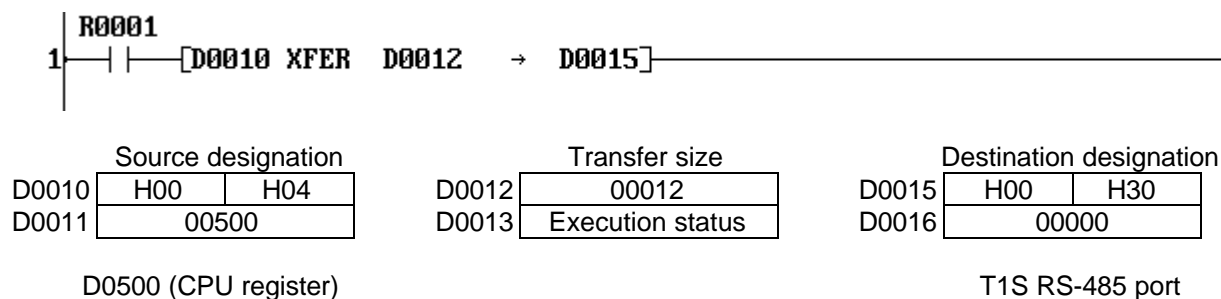 R0001
1 [D0010 XFER D0012 → D0015]
Source designation Transfer size Destination designation
D0010 H00 H04 D0012 00012 D0015 H00 H30
D0011 00500 D0013 Execution status D0016 00000
D0500 (CPU register) T1S RS-485 port